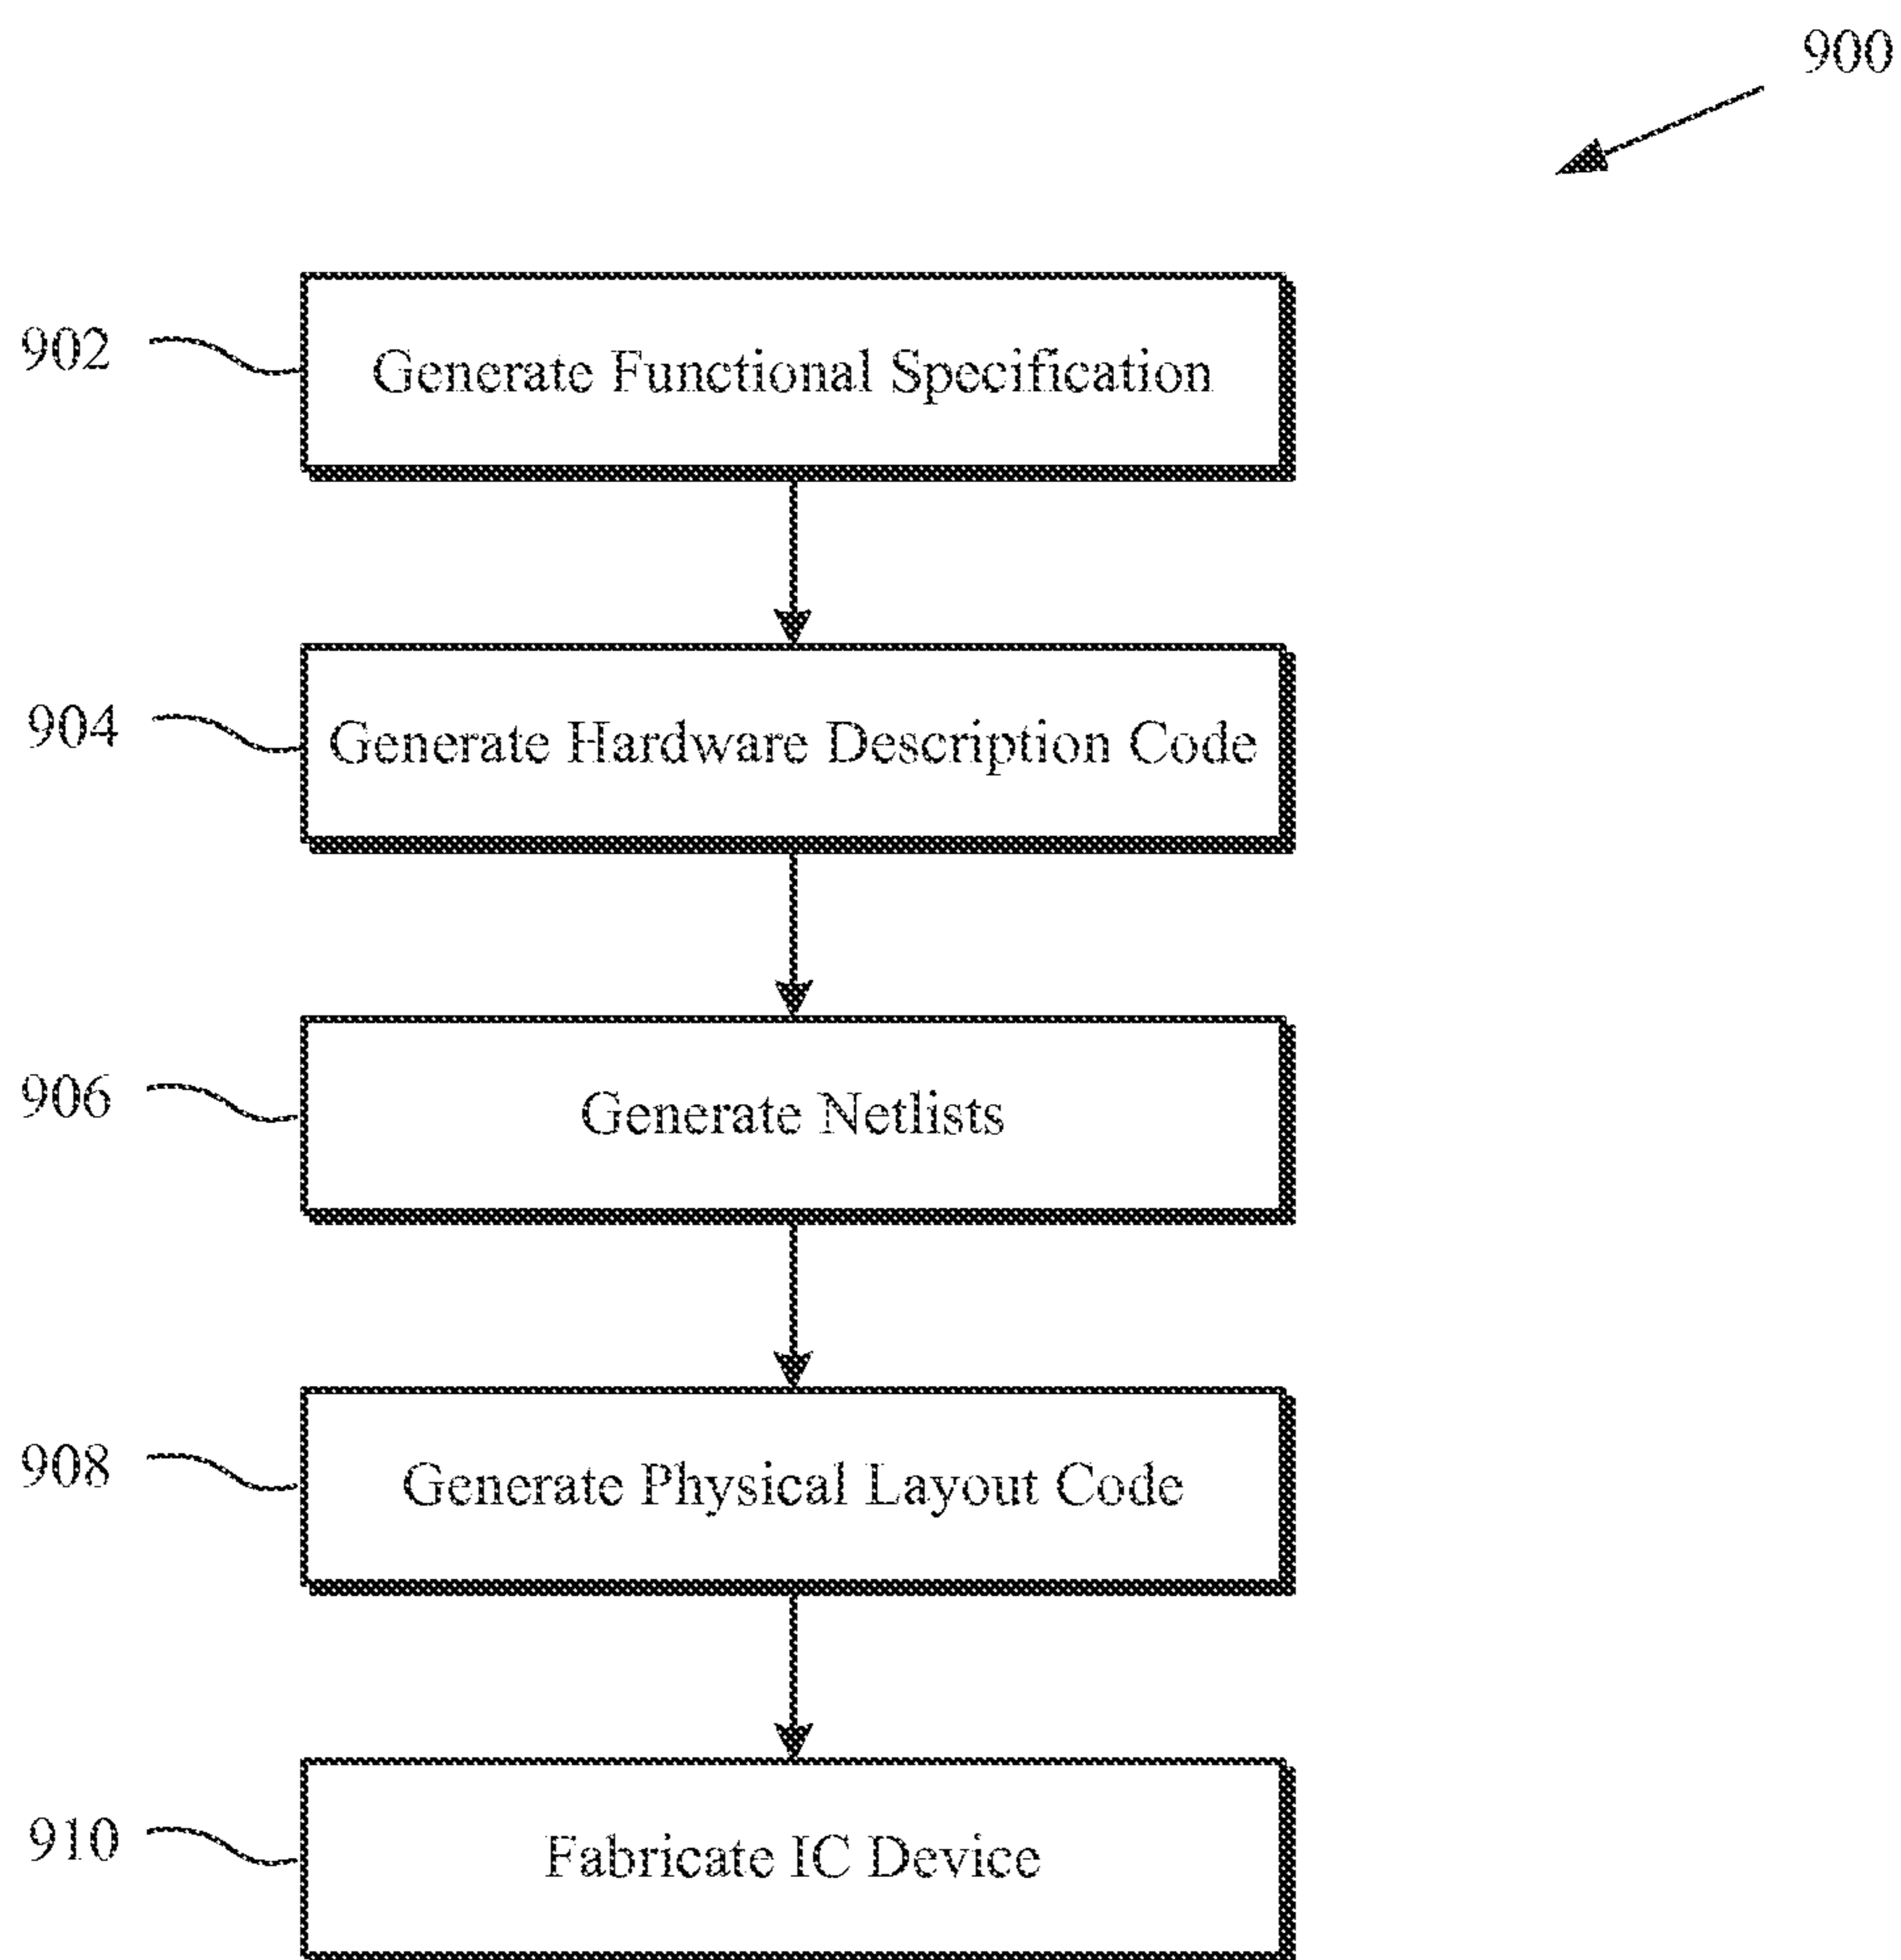 900
902
Generate Functional Specification
904
Generate Hardware Description Code
906
Generate Netlists
908
Generate Physical Layout Code
910
Fabricate IC Device